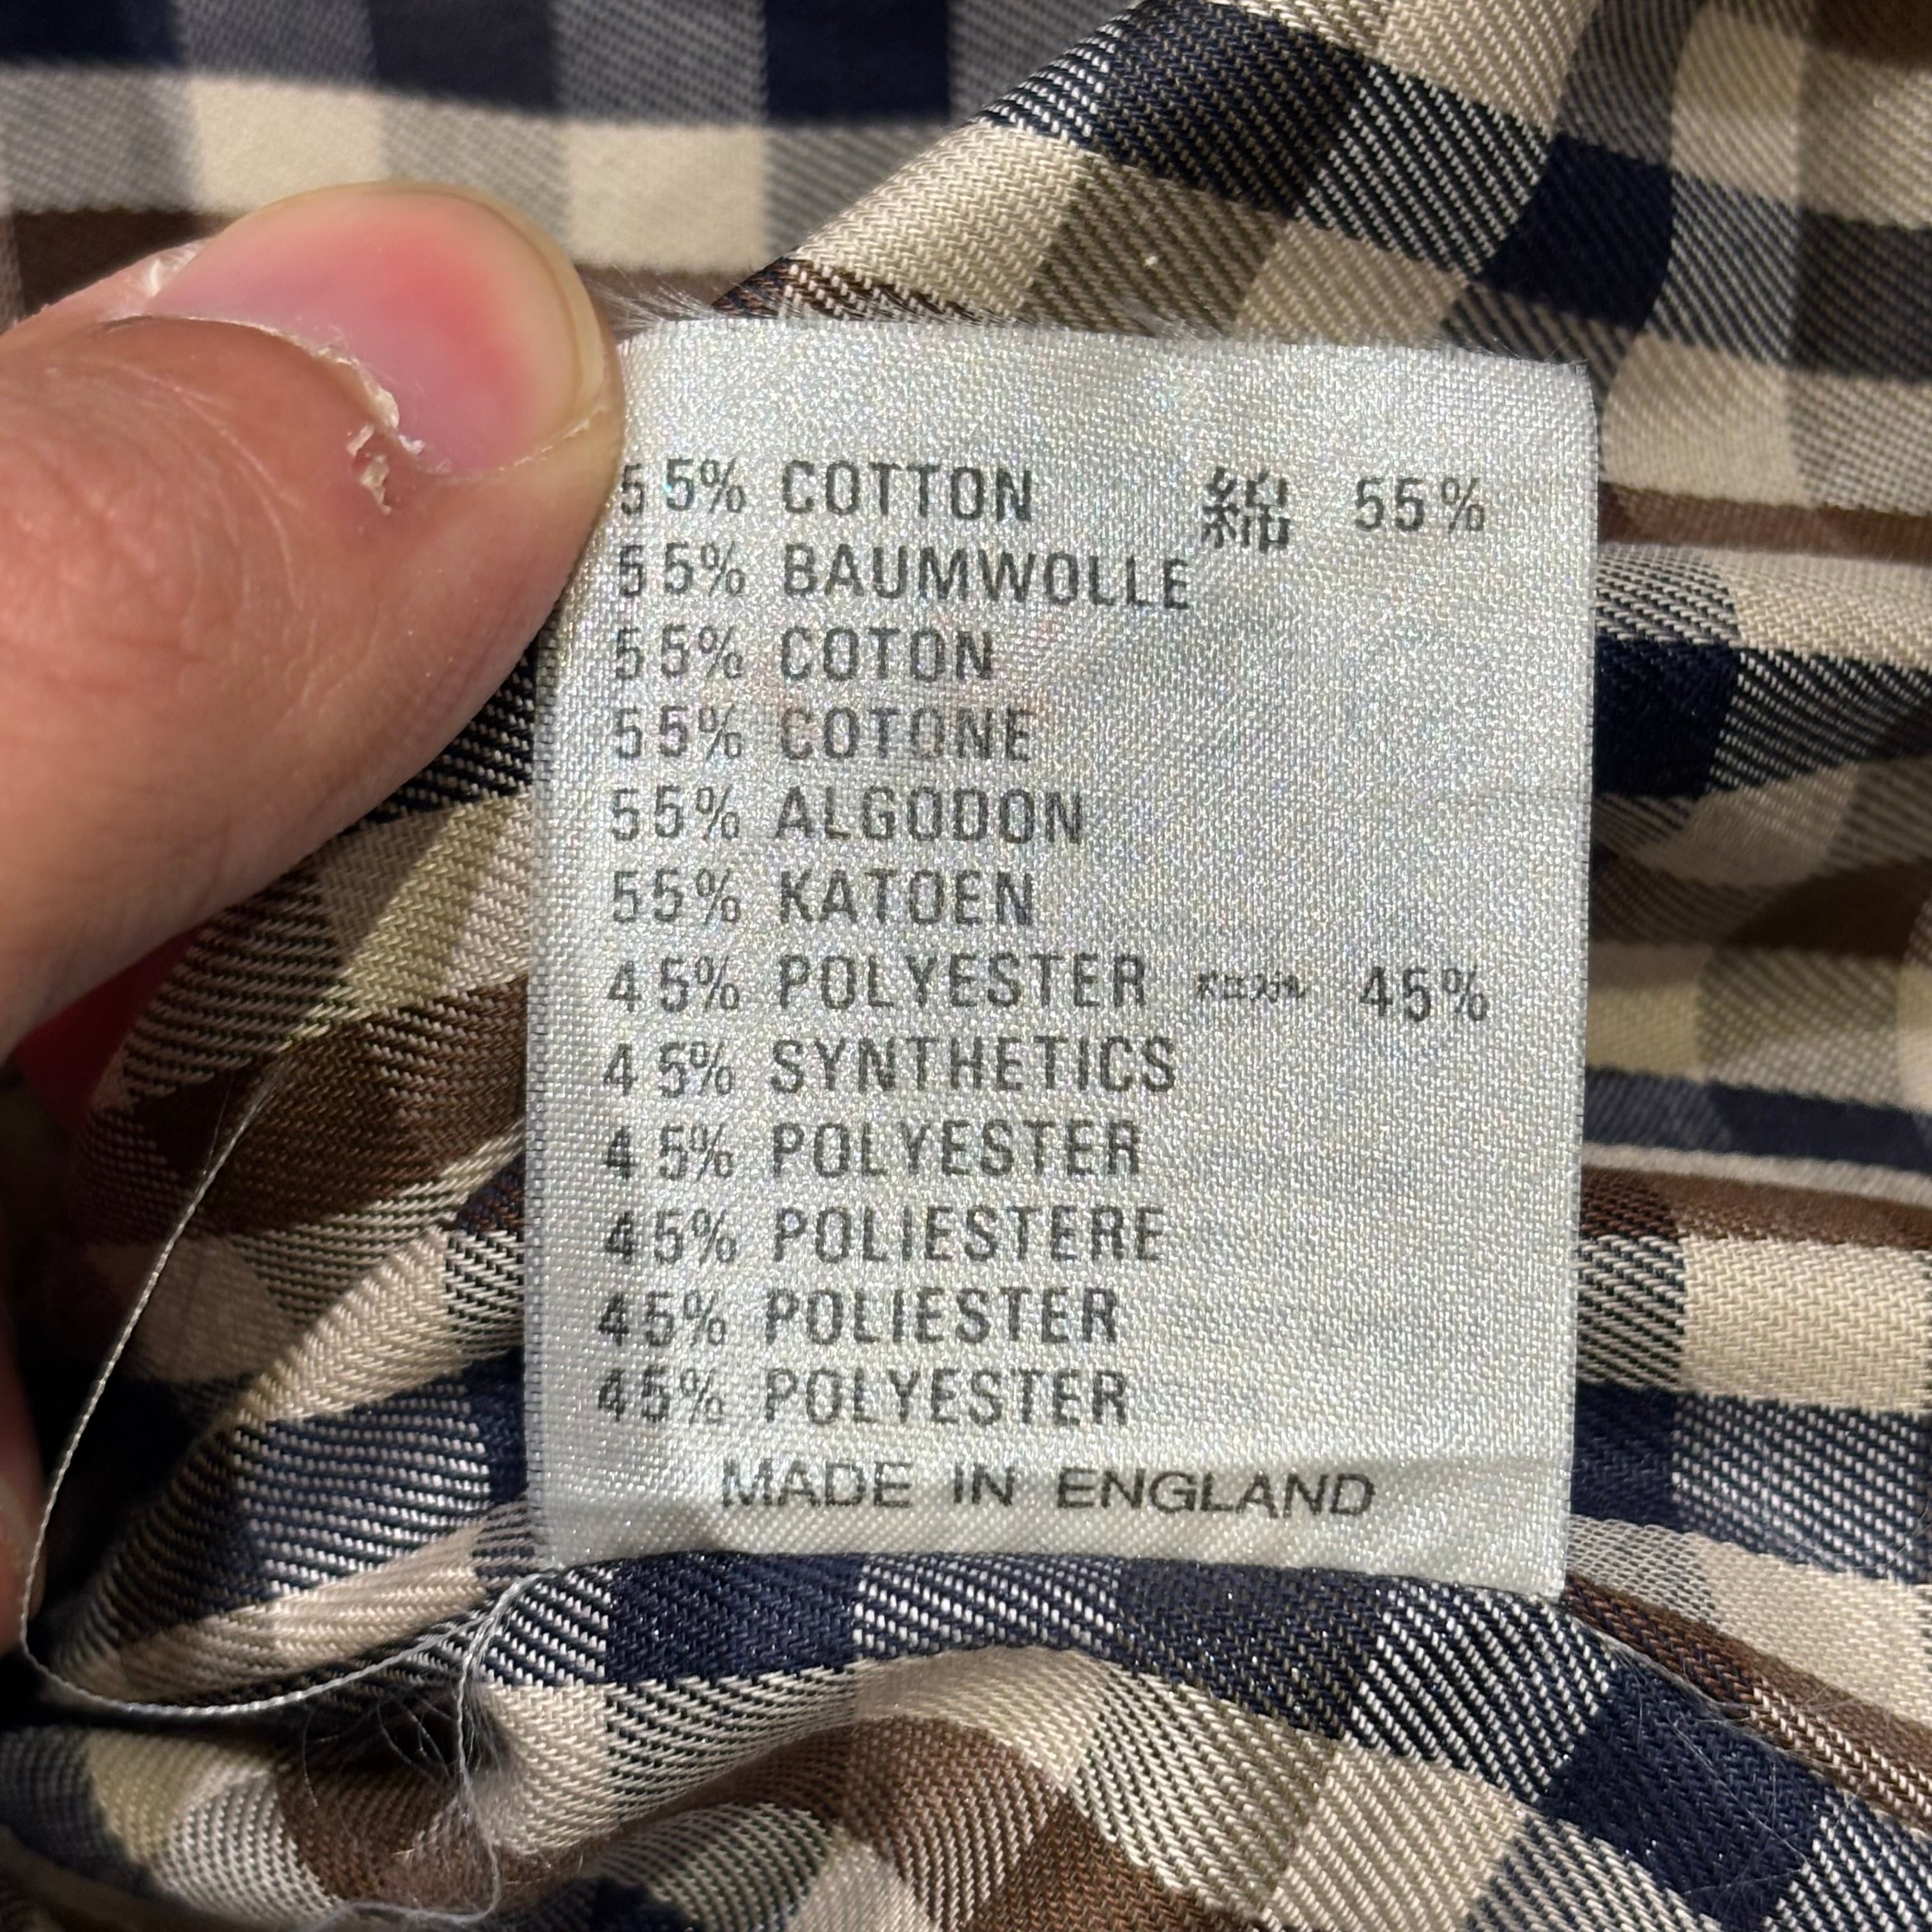 55% COTTON 綿 55%
55% BAUMWOLLE
55% COTON
55% COTONE
55% ALGODON
55% KATOEN
45% POLYESTER 45%
45% SYNTHETICS
45% POLYESTER
45% POLIESTERE
45% POLIESTER
45% POLYESTER
MADE IN ENGLAND